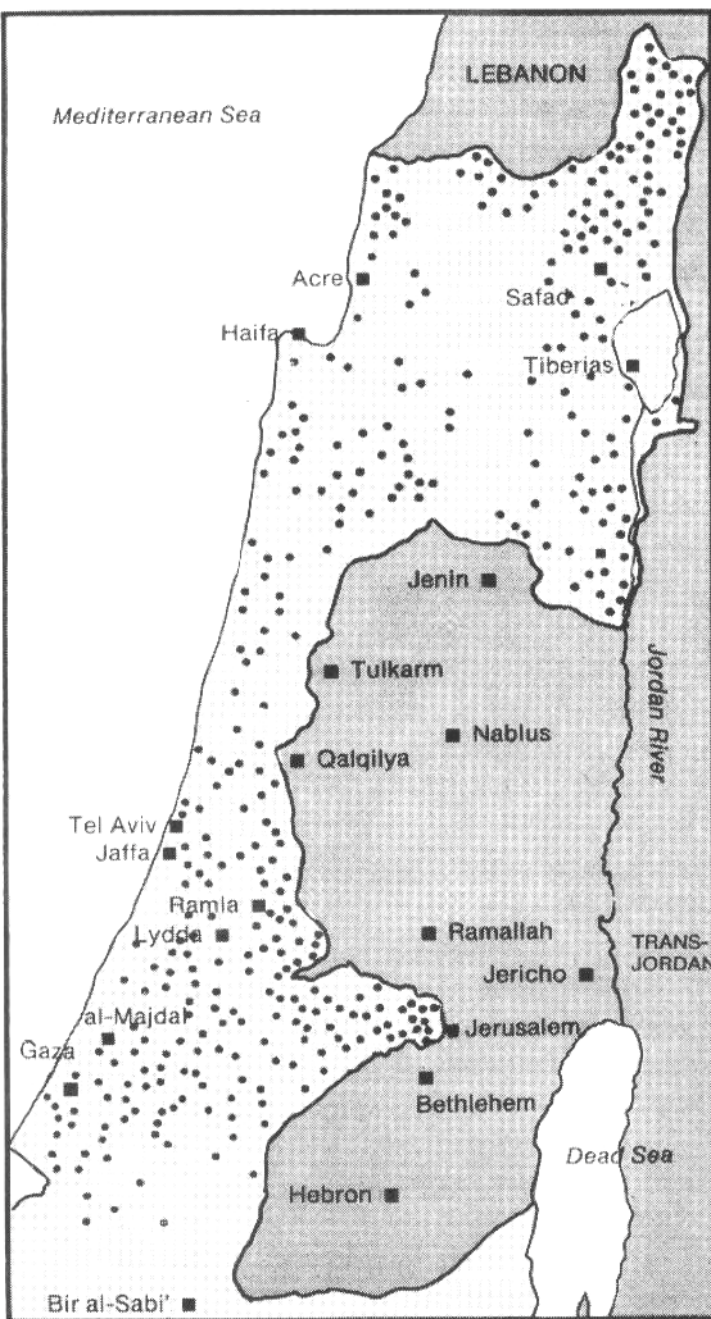 LEBANON
Mediterranean Sea
Acre
Safad
Haifa
Tiberias
Jenin
Jordan River
Tulkarm
Nablus
Qalqilya
Tel Aviv
Jaffa
Ramla
Lydda
Ramallah
TRANS-
JORDAN
Jericho
al-Majdal
Jerusalem
Gaza
Bethlehem
Dead Sea
Hebron
Bir al-Sabi'